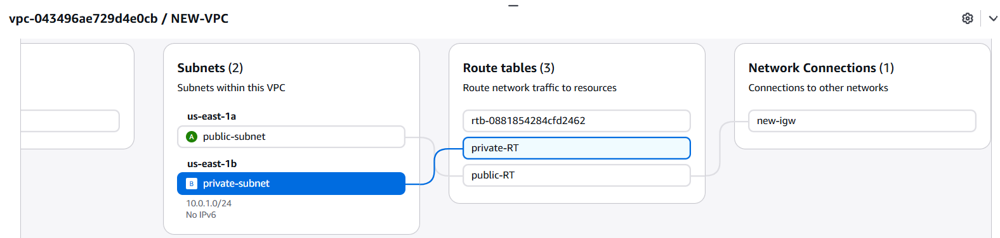 vpc-043496ae729d4e0cb / NEW-VPC
Subnets (2)
Subnets within this VPC
us-east-1a
A public-subnet
us-east-1b
B private-subnet
10.0.1.0/24
No IPv6
Route tables (3)
Route network traffic to resources
rtb-0881854284cfd2462
private-RT
public-RT
Network Connections (1)
Connections to other networks
new-igw